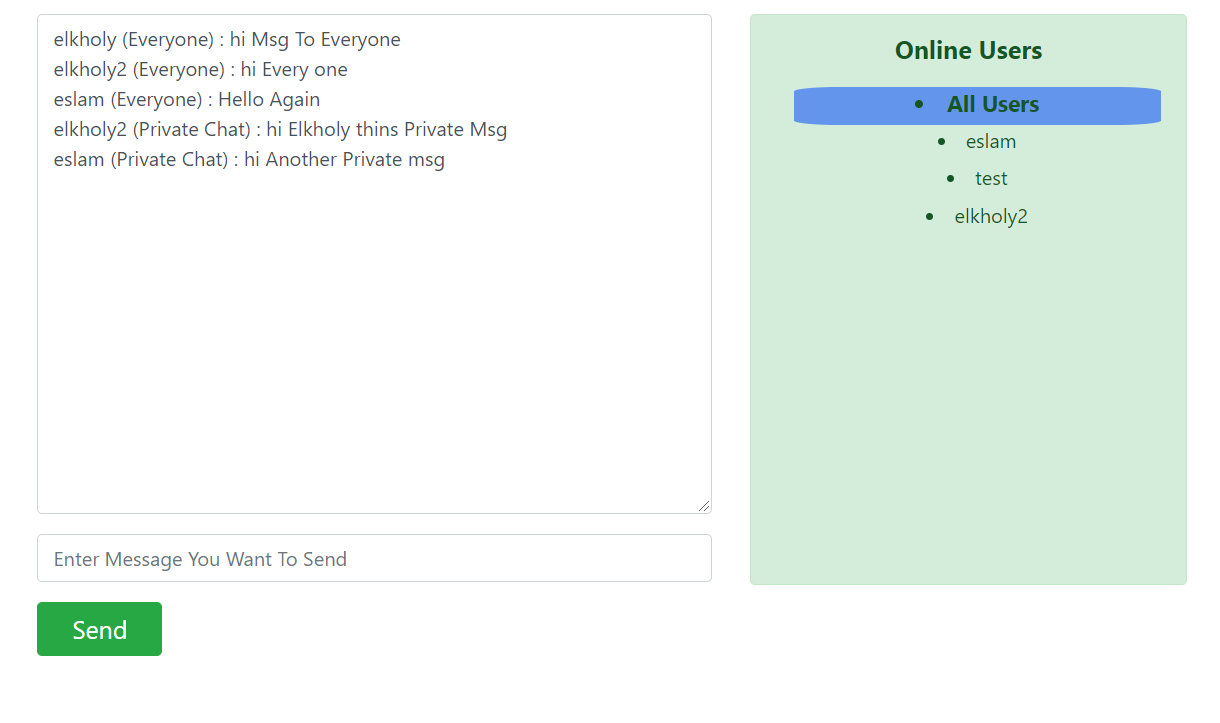 elkholy (Everyone) : hi Msg To Everyone
elkholy2 (Everyone) : hi Every one
eslam (Everyone) : Hello Again
elkholy2 (Private Chat) : hi Elkholy thins Private Msg
eslam (Private Chat) : hi Another Private msg
Enter Message You Want To Send
Send
Online Users
All Users
eslam
test
elkholy2